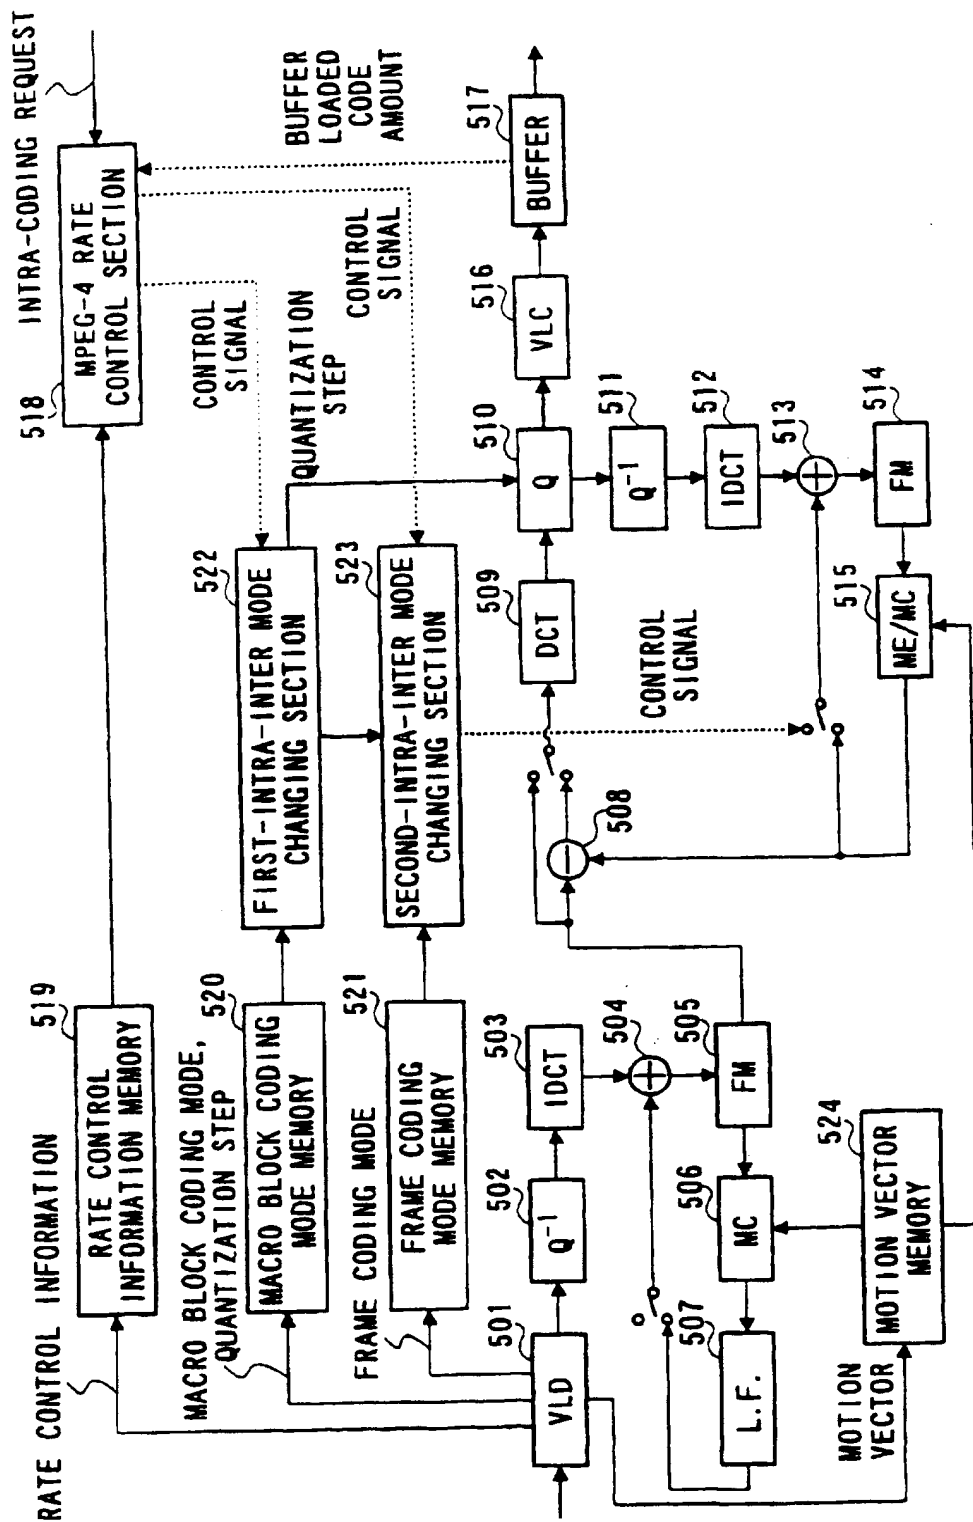 RATE CONTROL INFORMATION
519
RATE CONTROL
INFORMATION MEMORY
518
MPEG-4 RATE
CONTROL SECTION
INTRA-CODING REQUEST
MACRO BLOCK CODING MODE,
QUANTIZATION STEP
520
MACRO BLOCK CODING
MODE MEMORY
522
FIRST-INTRA-INTER MODE
CHANGING SECTION
CONTROL
SIGNAL
QUANTIZATION
STEP
BUFFER
LOADED
CODE
AMOUNT
FRAME CODING MODE
521
FRAME CODING
MODE MEMORY
523
SECOND-INTRA-INTER MODE
CHANGING SECTION
CONTROL
SIGNAL
501
VLD
502
Q-1
503
IDCT
504
505
FM
506
MC
507
L.F.
MOTION
VECTOR
524
MOTION VECTOR
MEMORY
508
509
DCT
510
Q
516
VLC
517
BUFFER
511
Q-1
512
IDCT
513
514
FM
515
ME/MC
CONTROL
SIGNAL